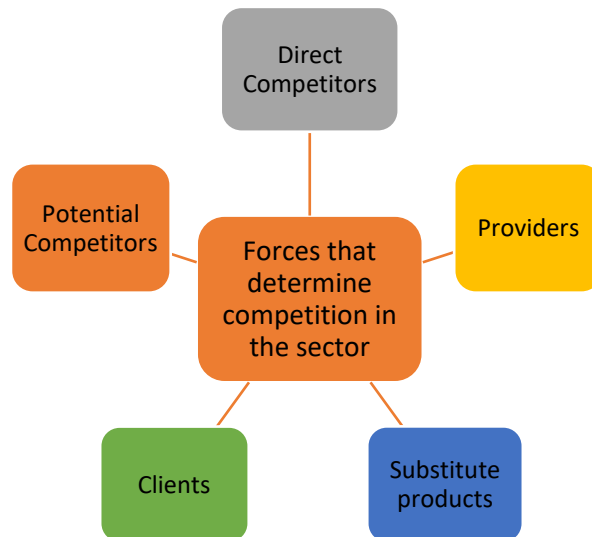 Direct
Competitors
Potential
Competitors
Providers
Forces that
determine
competition in
the sector
Clients
Substitute
products